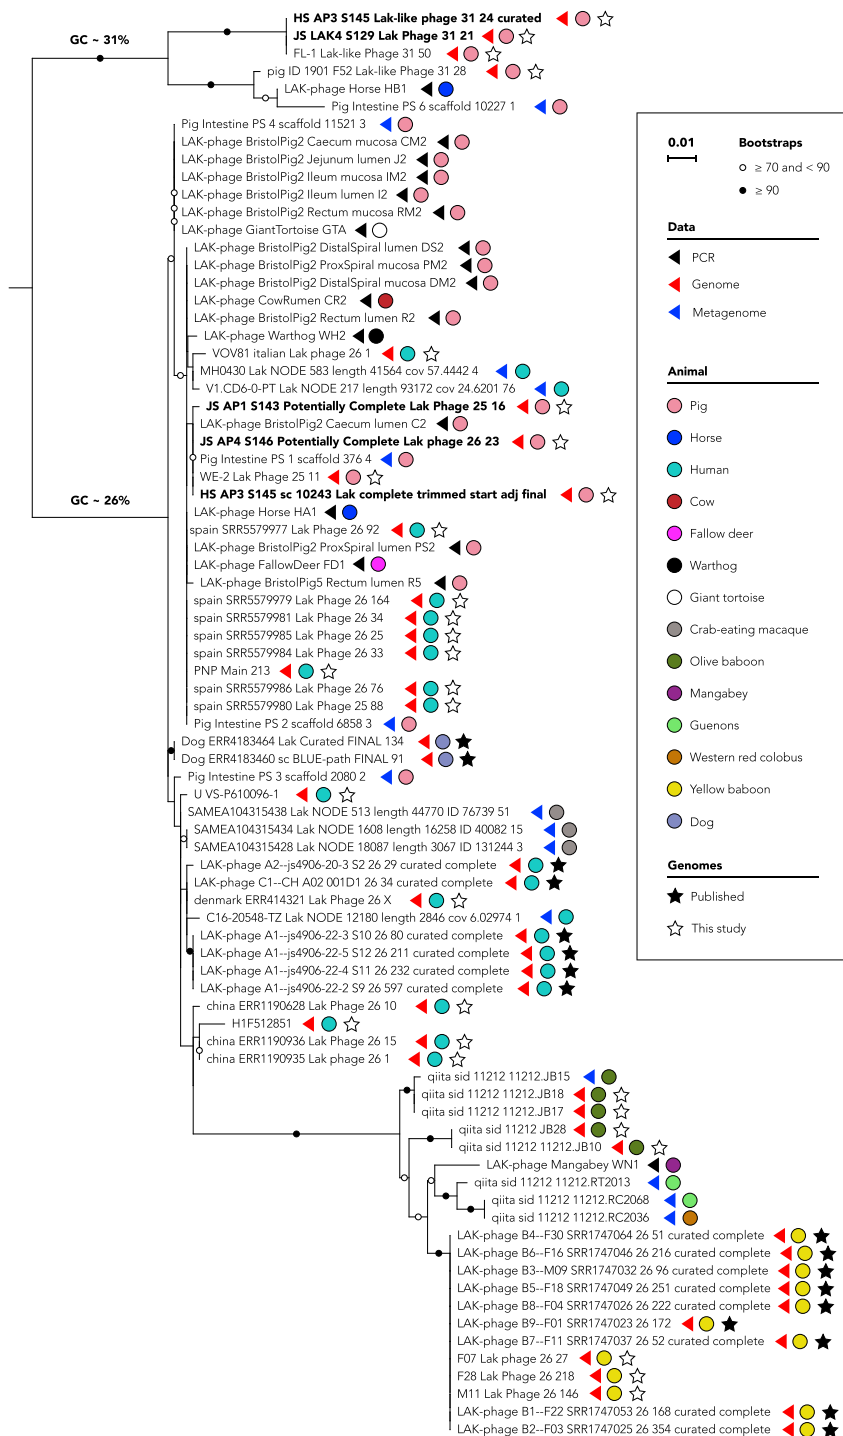 HS AP3 S145 Lak-like phage 31 24 curated
GC ~ 31%
JS LAK4 S129 Lak Phage 31 21
FL-1 Lak-like Phage 31 50
pig ID 1901 F52 Lak-like Phage 31 28
LAK-phage Horse HB1
Pig Intestine PS 6 scaffold 10227 1
Pig Intestine PS 4 scaffold 11521 3
LAK-phage BristolPig2 Caecum mucosa CM2
LAK-phage BristolPig2 Jejunum lumen J2
LAK-phage BristolPig2 Ileum mucosa IM2
LAK-phage BristolPig2 Ileum lumen I2
LAK-phage BristolPig2 Rectum mucosa RM2
LAK-phage GiantTortoise GTA
LAK-phage BristolPig2 DistalSpiral lumen DS2
LAK-phage BristolPig2 ProxSpiral mucosa PM2
LAK-phage BristolPig2 DistalSpiral mucosa DM2
LAK-phage CowRumen CR2
LAK-phage BristolPig2 Rectum lumen R2
LAK-phage Warthog WH2
VOV81 italian Lak phage 26 1
MH0430 Lak NODE 583 length 41564 cov 57.4442 4
V1.CD6-0-PT Lak NODE 217 length 93172 cov 24.6201 76
JS AP1 S143 Potentially Complete Lak Phage 25 16
LAK-phage BristolPig2 Caecum lumen C2
JS AP4 S146 Potentially Complete Lak phage 26 23
Pig Intestine PS 1 scaffold 376 4
WE-2 Lak Phage 25 11
HS AP3 S145 sc 10243 Lak complete trimmed start adj final
GC ~ 26%
LAK-phage Horse HA1
spain SRR5579977 Lak Phage 26 92
LAK-phage BristolPig2 ProxSpiral lumen PS2
LAK-phage FallowDeer FD1
LAK-phage BristolPig5 Rectum lumen R5
spain SRR5579979 Lak Phage 26 164
spain SRR5579981 Lak Phage 26 34
spain SRR5579985 Lak Phage 26 25
spain SRR5579984 Lak Phage 26 33
PNP Main 213
spain SRR5579986 Lak Phage 26 76
spain SRR5579980 Lak Phage 25 88
Pig Intestine PS 2 scaffold 6858 3
Dog ERR4183464 Lak Curated FINAL 134
Dog ERR4183460 sc BLUE-path FINAL 91
Pig Intestine PS 3 scaffold 2080 2
U VS-P610096-1
SAMEA104315438 Lak NODE 513 length 44770 ID 76739 51
SAMEA104315434 Lak NODE 1608 length 16258 ID 40082 15
SAMEA104315428 Lak NODE 18087 length 3067 ID 131244 3
LAK-phage A2--js4906-20-3 S2 26 29 curated complete
LAK-phage C1--CH A02 001D1 26 34 curated complete
denmark ERR414321 Lak Phage 26 X
C16-20548-TZ Lak NODE 12180 length 2846 cov 6.02974 1
LAK-phage A1--js4906-22-3 S10 26 80 curated complete
LAK-phage A1--js4906-22-5 S12 26 211 curated complete
LAK-phage A1--js4906-22-4 S11 26 232 curated complete
LAK-phage A1--js4906-22-2 S9 26 597 curated complete
china ERR1190628 Lak Phage 26 10
H1F512851
china ERR1190936 Lak Phage 26 15
china ERR1190935 Lak phage 26 1
qiita sid 11212 11212.JB15
qiita sid 11212 11212.JB18
qiita sid 11212 11212.JB17
qiita sid 11212 JB28
qiita sid 11212 11212.JB10
LAK-phage Mangabey WN1
qiita sid 11212 11212.RT2013
qiita sid 11212 11212.RC2068
qiita sid 11212 11212.RC2036
LAK-phage B4--F30 SRR1747064 26 51 curated complete
LAK-phage B6--F16 SRR1747046 26 216 curated complete
LAK-phage B3--M09 SRR1747032 26 96 curated complete
LAK-phage B5--F18 SRR1747049 26 251 curated complete
LAK-phage B8--F04 SRR1747026 26 222 curated complete
LAK-phage B9--F01 SRR1747023 26 172
LAK-phage B7--F11 SRR1747037 26 52 curated complete
F07 Lak phage 26 27
F28 Lak Phage 26 218
M11 Lak Phage 26 146
LAK-phage B1--F22 SRR1747053 26 168 curated complete
LAK-phage B2--F03 SRR1747025 26 354 curated complete
0.01
Bootstraps
≥ 70 and < 90
≥ 90
Data
PCR
Genome
Metagenome
Animal
Pig
Horse
Human
Cow
Fallow deer
Warthog
Giant tortoise
Crab-eating macaque
Olive baboon
Mangabey
Guenons
Western red colobus
Yellow baboon
Dog
Genomes
Published
This study